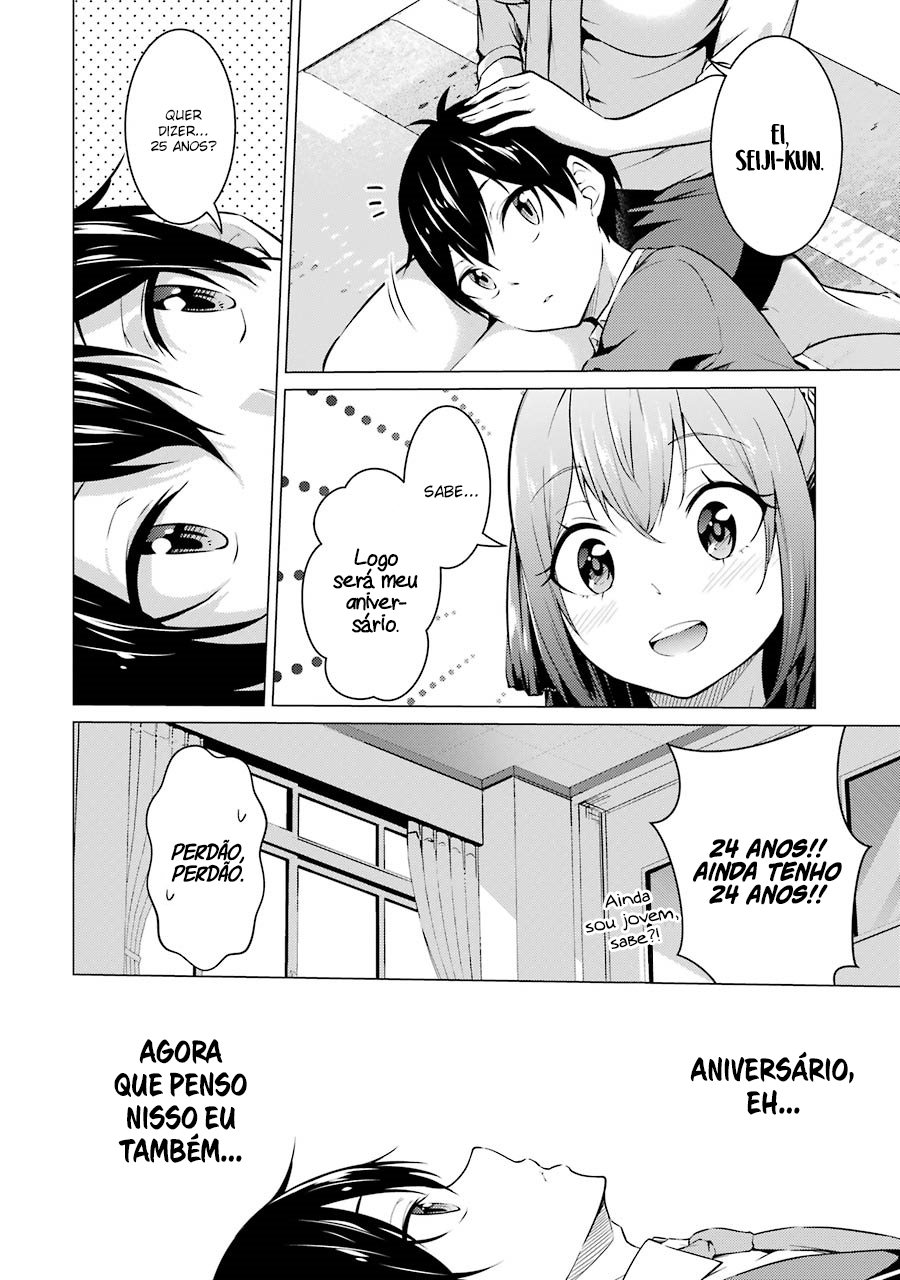 EI,
SEIJI-KUN.
SABE...
Logo
será meu
aniver-
sário.
QUER
DIZER...
25 ANOS?
24 ANOS!!
AINDA TENHO
24 ANOS!!
Ainda
sou jovem,
sabe?!
PERDÃO,
PERDÃO.
ANIVERSÁRIO,
EH...
AGORA
QUE PENSO
NISSO EU
TAMBÉM...